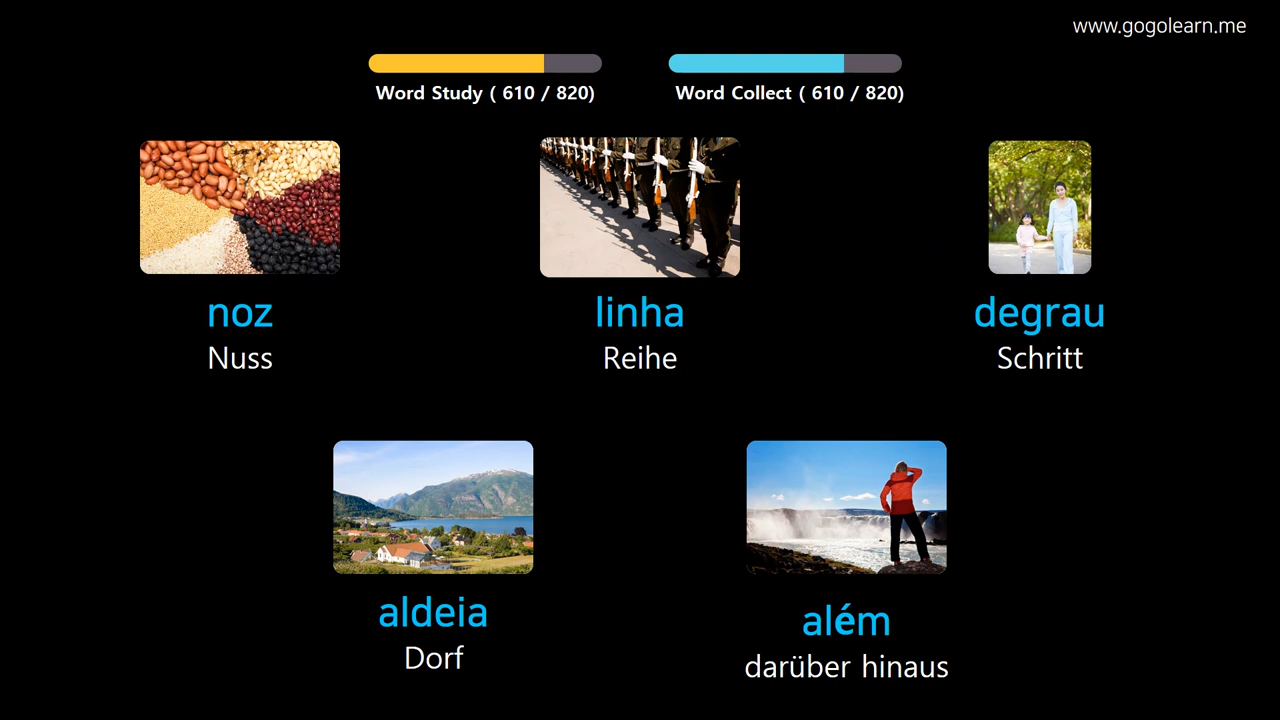 www.gogolearn.me
Word Study ( 610 / 820)
Word Collect ( 610 / 820)
noz
Nuss
linha
Reihe
degrau
Schritt
aldeia
Dorf
além
darüber hinaus